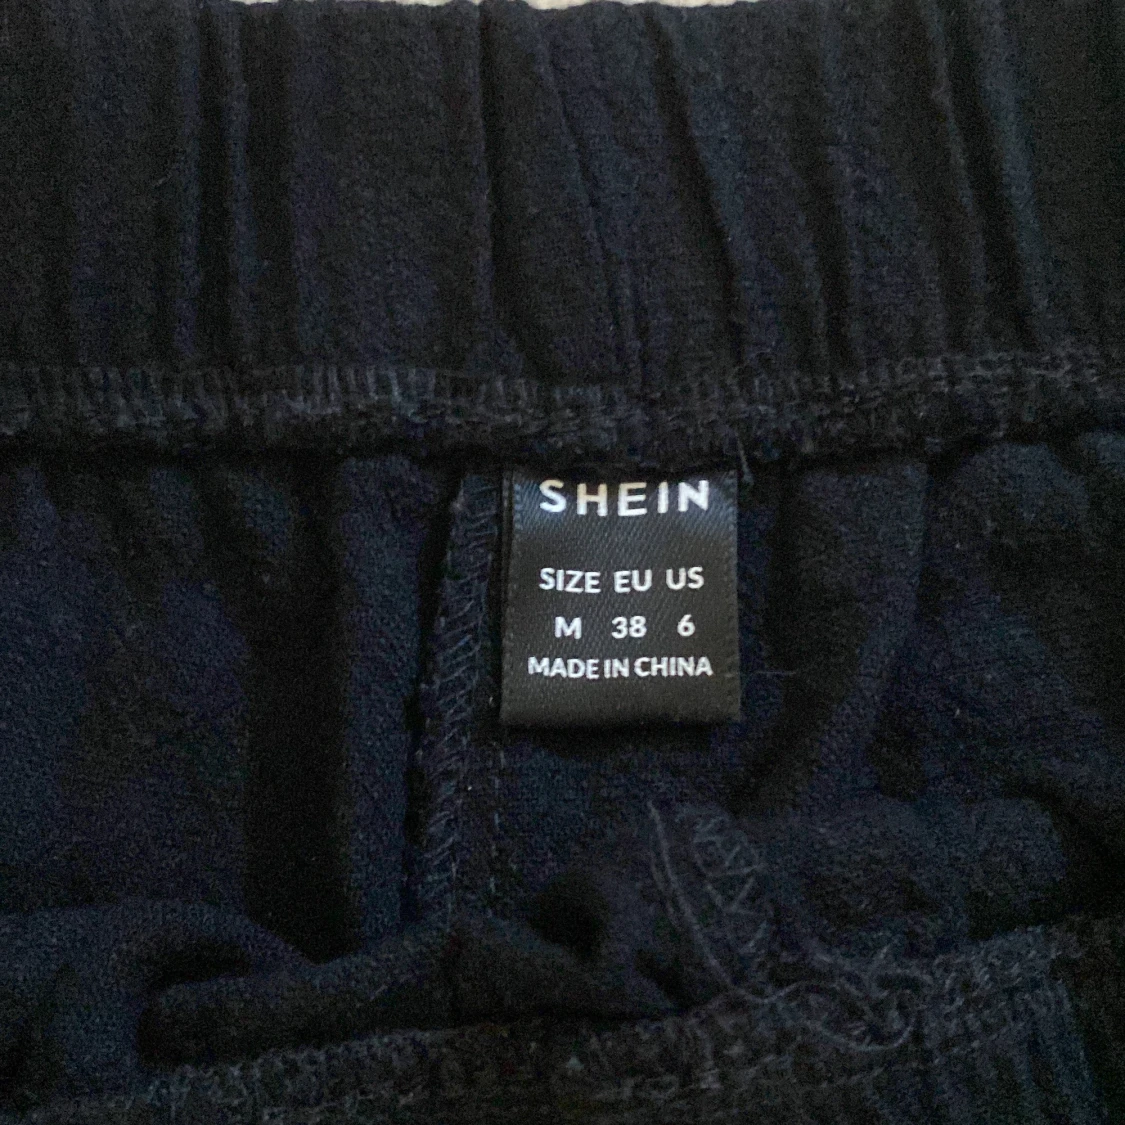 SHEIN
SIZE EU US
M 38 6
MADE IN CHINA